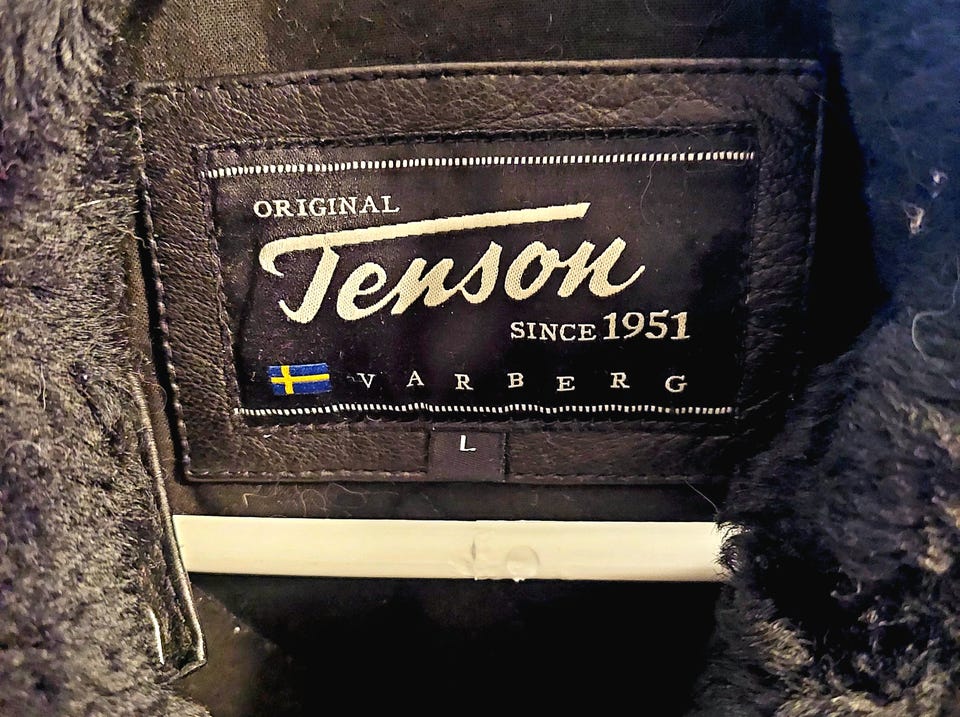 ORIGINAL
Tenson
SINCE 1951
VARBERG
L